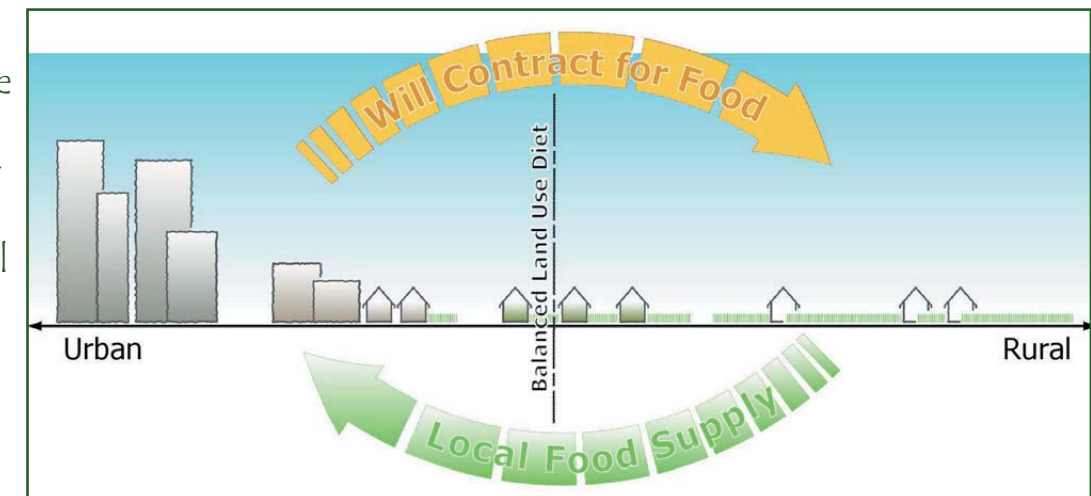 Will Contract for Food
Balanced Land Use Diet
Urban
Rural
Local Food Supply